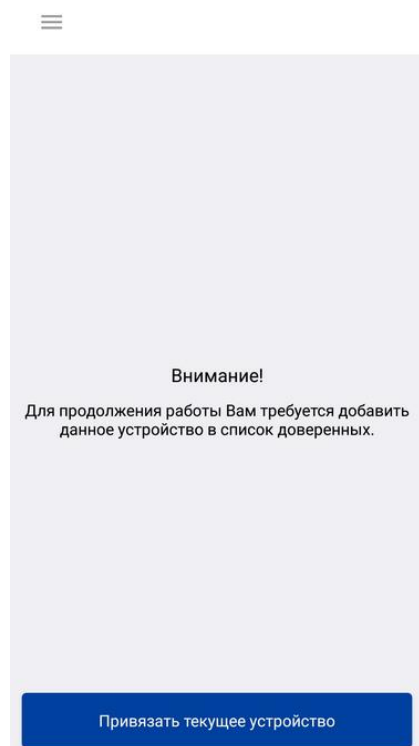 Внимание!
Для продолжения работы Вам требуется добавить
данное устройство в список доверенных.
Привязать текущее устройство